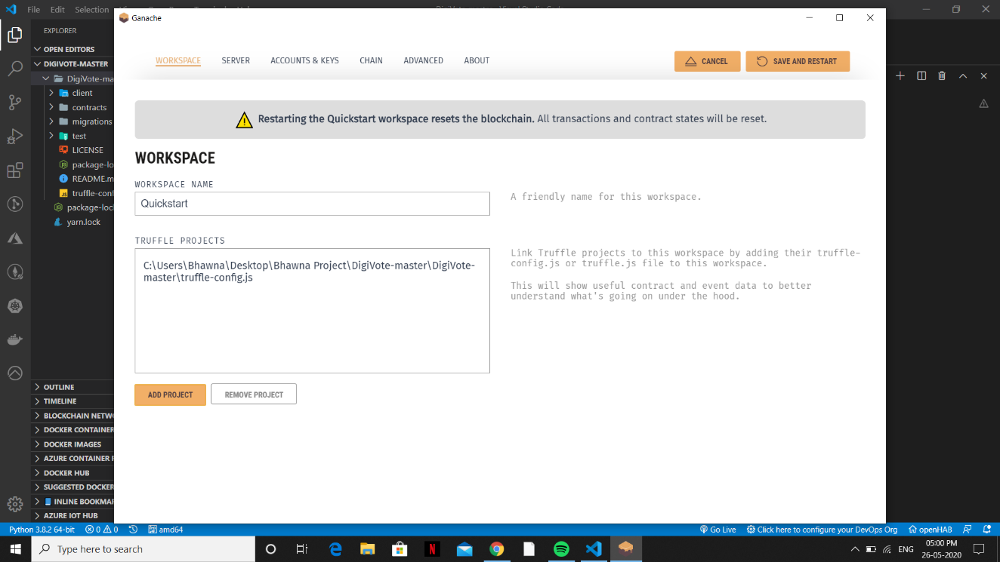 File Edit Selection
Ganache
EXPLORER
OPEN EDITORS
DIGIVOTE-MASTER
DigiVote-ma
client
contracts
migrations
test
LICENSE
package-lo
README.m
truffle-conf
package-lock
yarn.lock
OUTLINE
TIMELINE
BLOCKCHAIN NETWO
DOCKER CONTAINER
DOCKER IMAGES
AZURE CONTAINER R
DOCKER HUB
SUGGESTED DOCKER
INLINE BOOKMAR
AZURE IOT HUB
WORKSPACE SERVER ACCOUNTS & KEYS CHAIN ADVANCED ABOUT CANCEL SAVE AND RESTART
Restarting the Quickstart workspace resets the blockchain. All transactions and contract states will be reset.
WORKSPACE
WORKSPACE NAME
Quickstart
A friendly name for this workspace.
TRUFFLE PROJECTS
C:\Users\Bhawna\Desktop\Bhawna Project\DigiVote-master\DigiVote-
master\truffle-config.js
Link Truffle projects to this workspace by adding their truffle-
config.js or truffle.js file to this workspace.
This will show useful contract and event data to better
understand what's going on under the hood.
ADD PROJECT REMOVE PROJECT
Python 3.8.2 64-bit 0 0 amd64 Go Live Click here to configure your DevOps Org openHAB
Type here to search
ENG
05:00 PM
26-05-2020